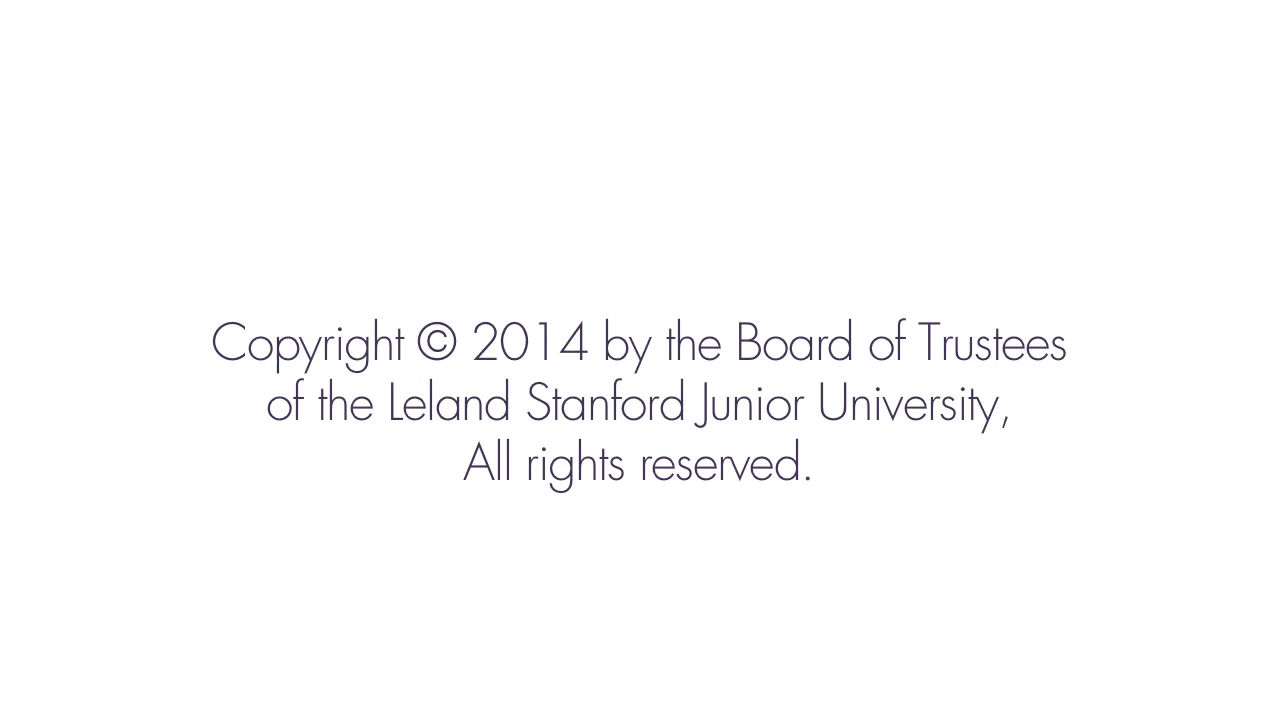 Copyright © 2014 by the Board of Trustees
of the Leland Stanford Junior University,
All rights reserved.